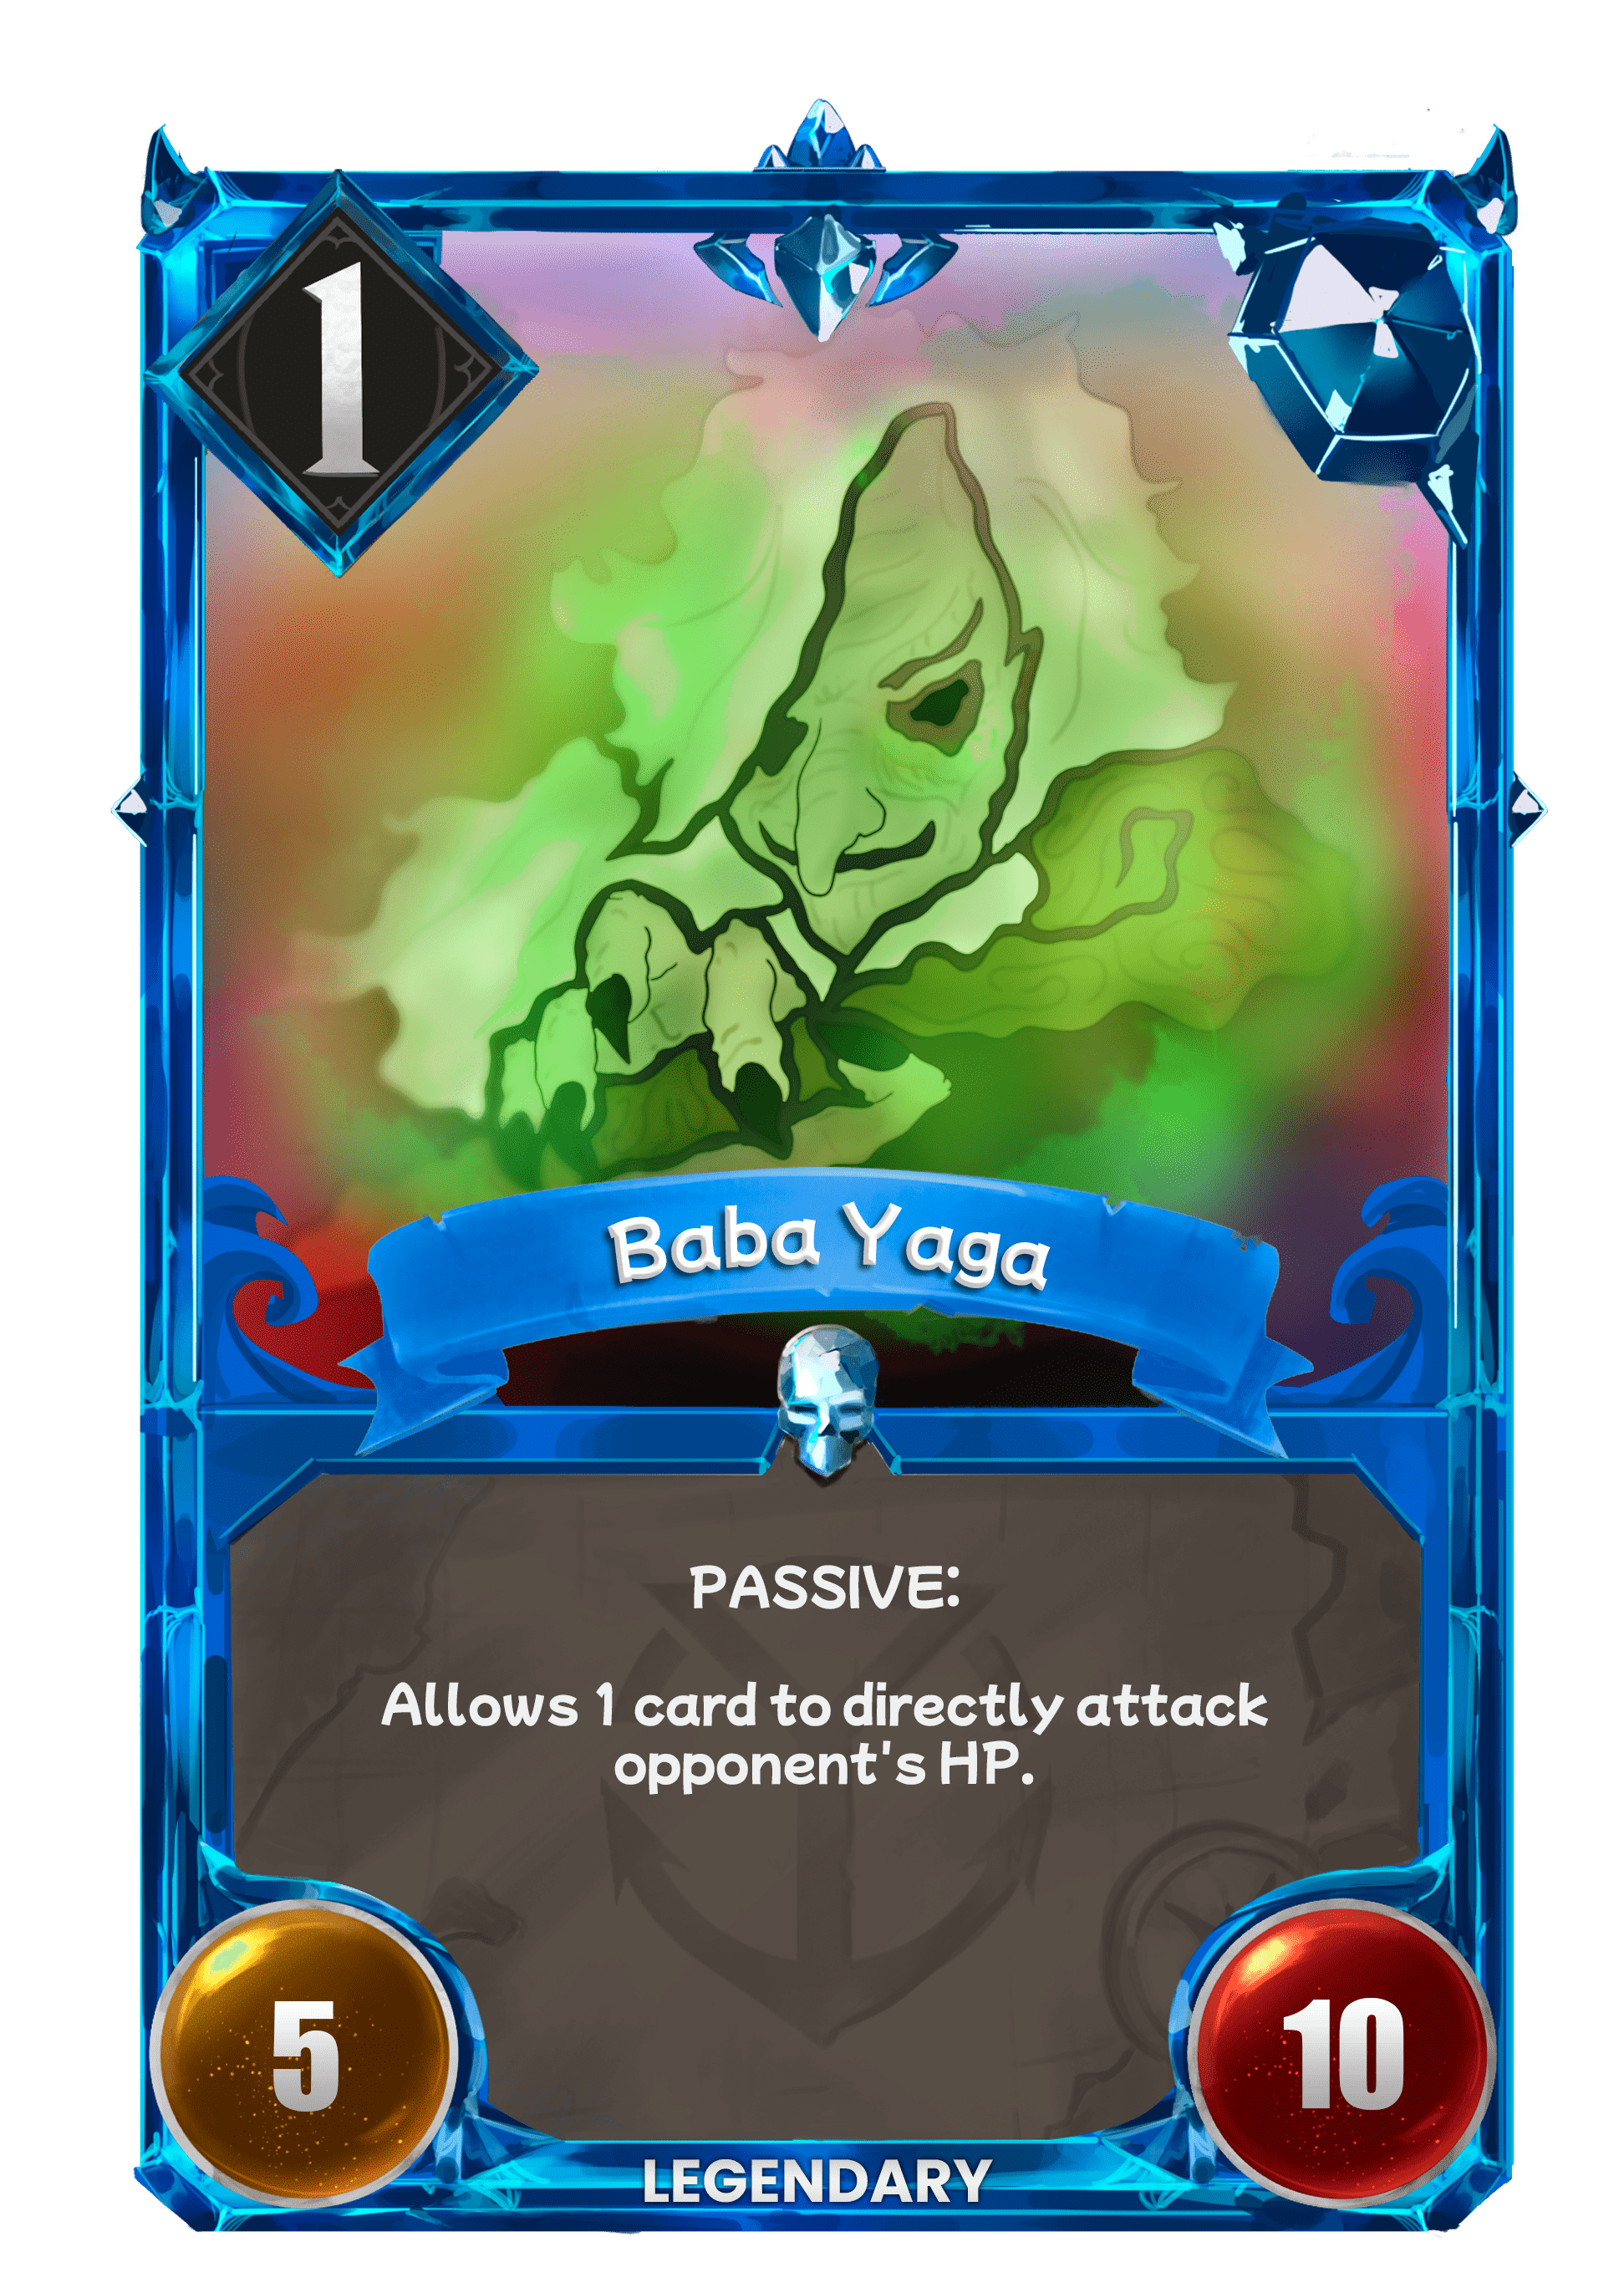 1
Baba Yaga
PASSIVE:
Allows 1 card to directly attack
opponent's HP.
5
10
LEGENDARY